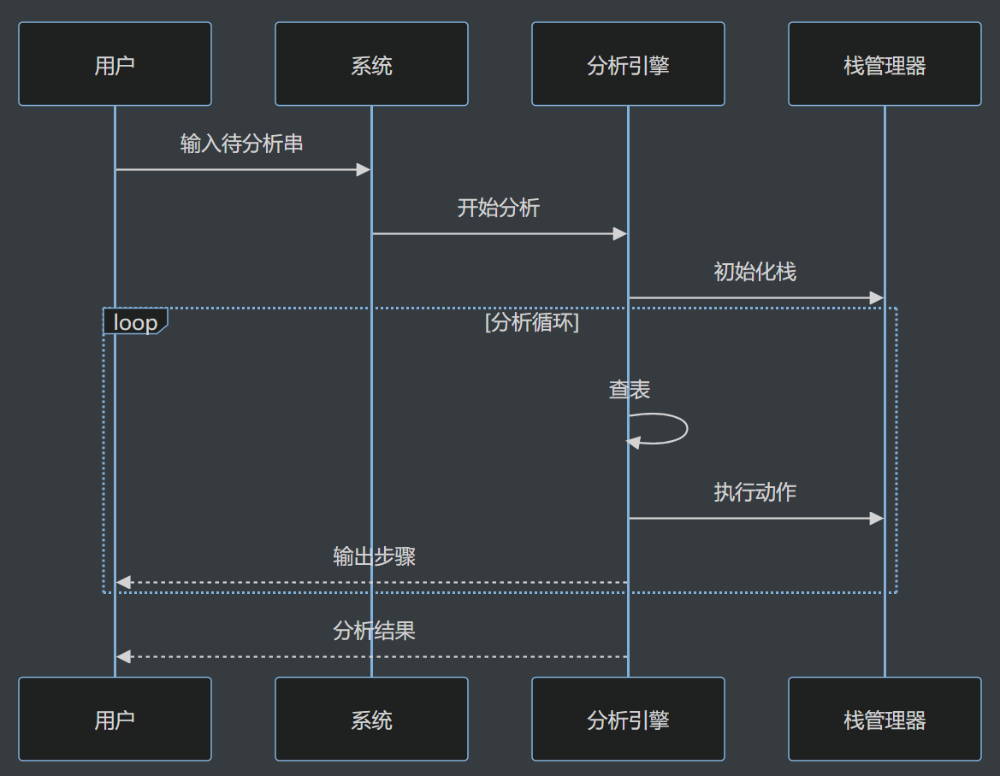 用户
系统
分析引擎
栈管理器
输入待分析串
开始分析
初始化栈
loop
[分析循环]
查表
执行动作
输出步骤
分析结果
用户
系统
分析引擎
栈管理器